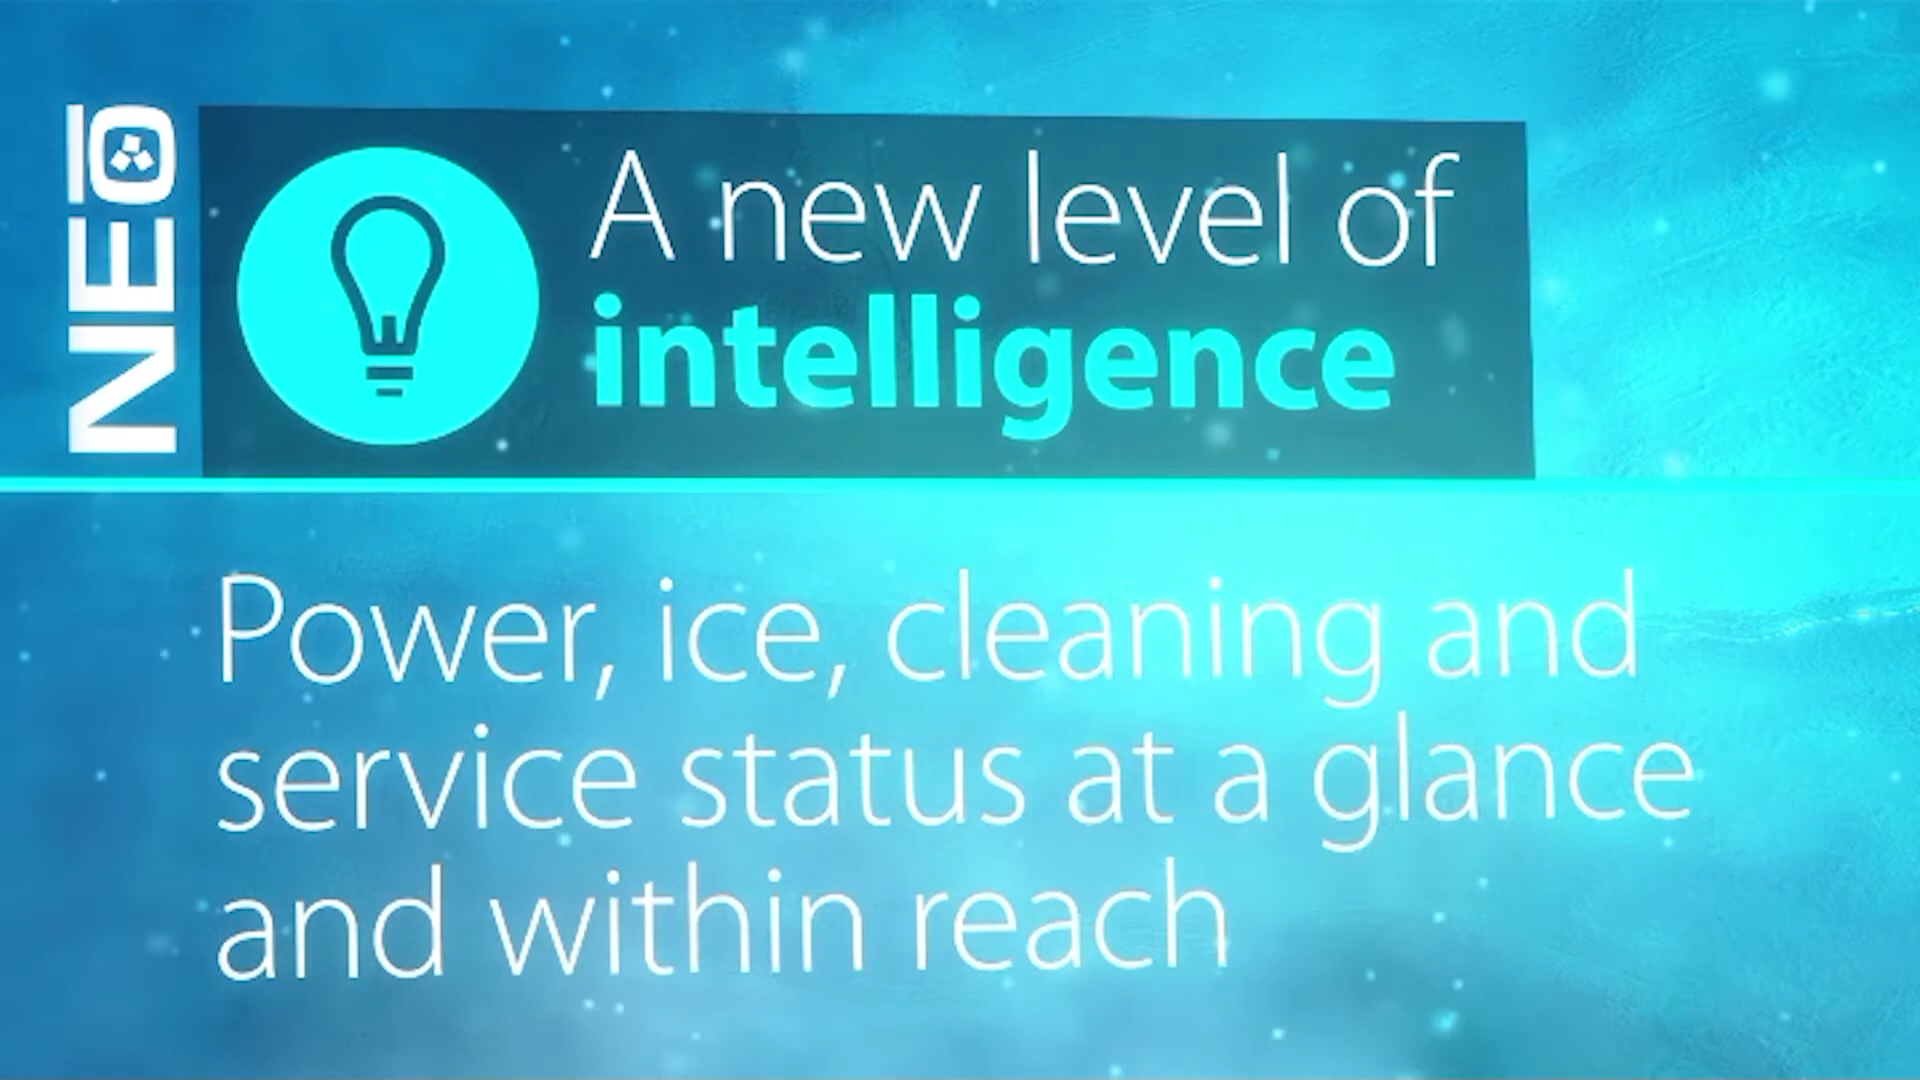 NEO
A new level of
intelligence
Power, ice, cleaning and
service status at a glance
and within reach